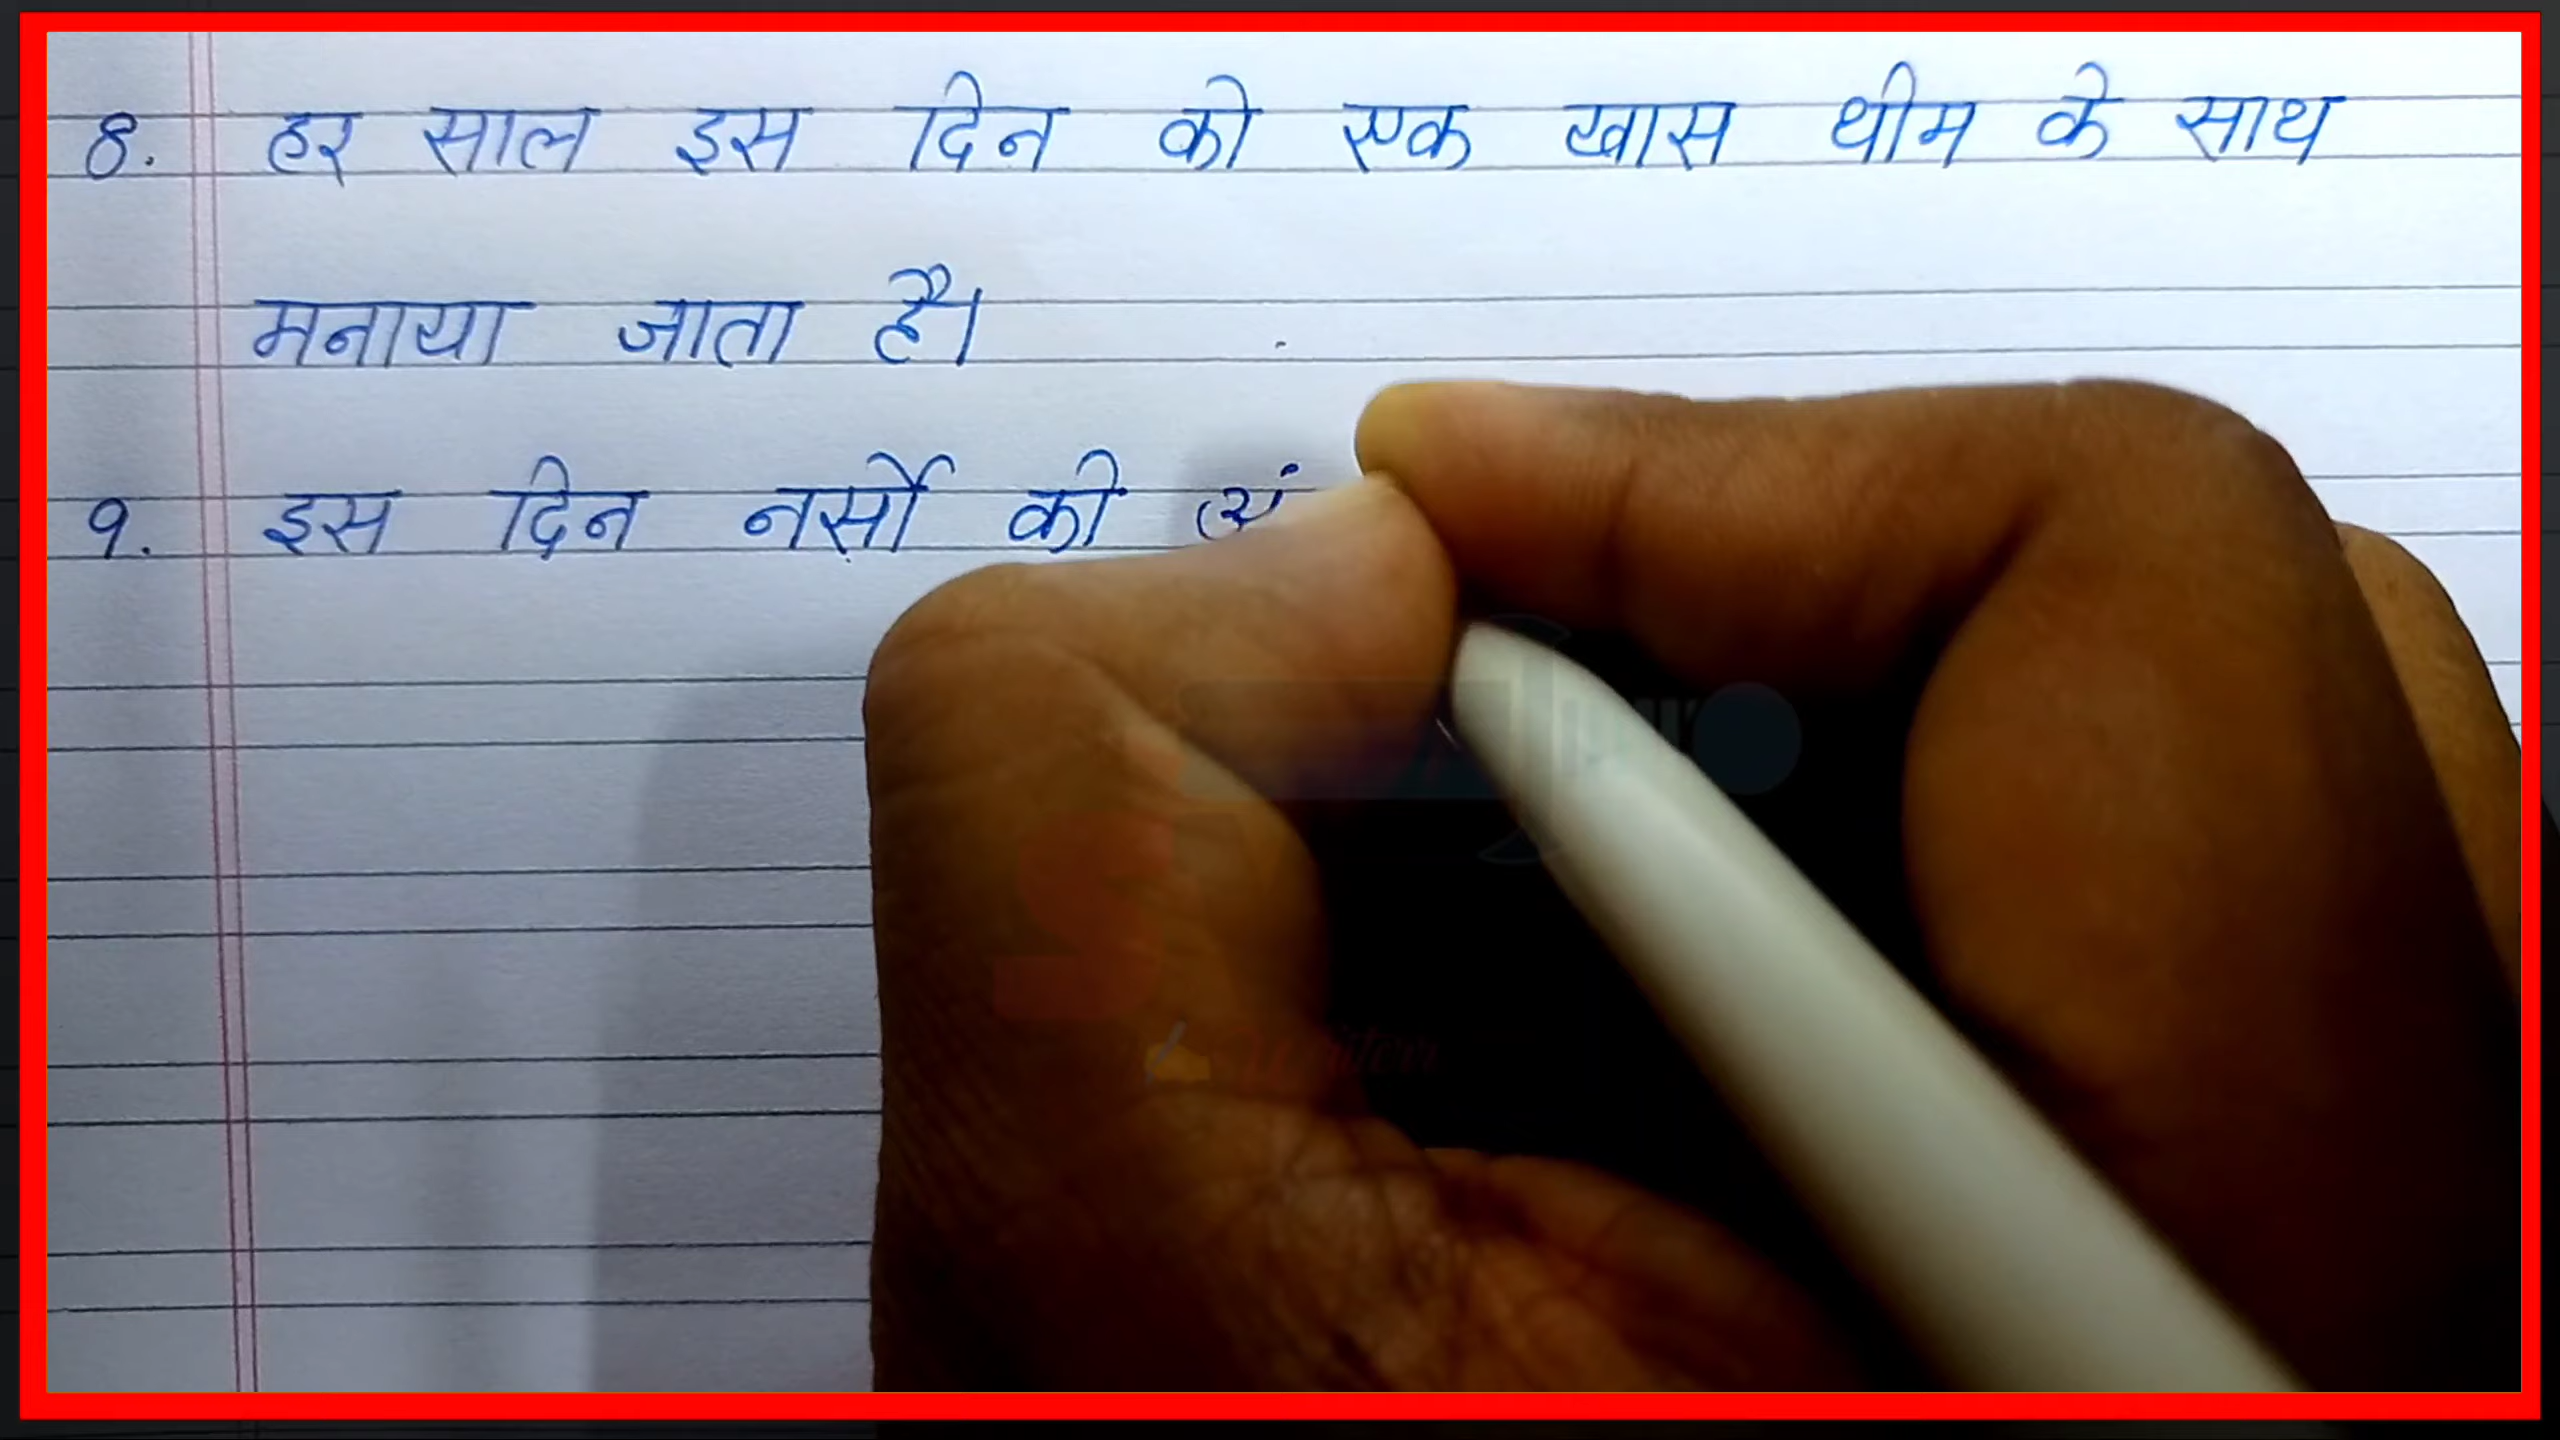 8. हर साल इस दिन को एक खास थीम के साथ
मनाया जाता है।
9. इस दिन नर्सों की